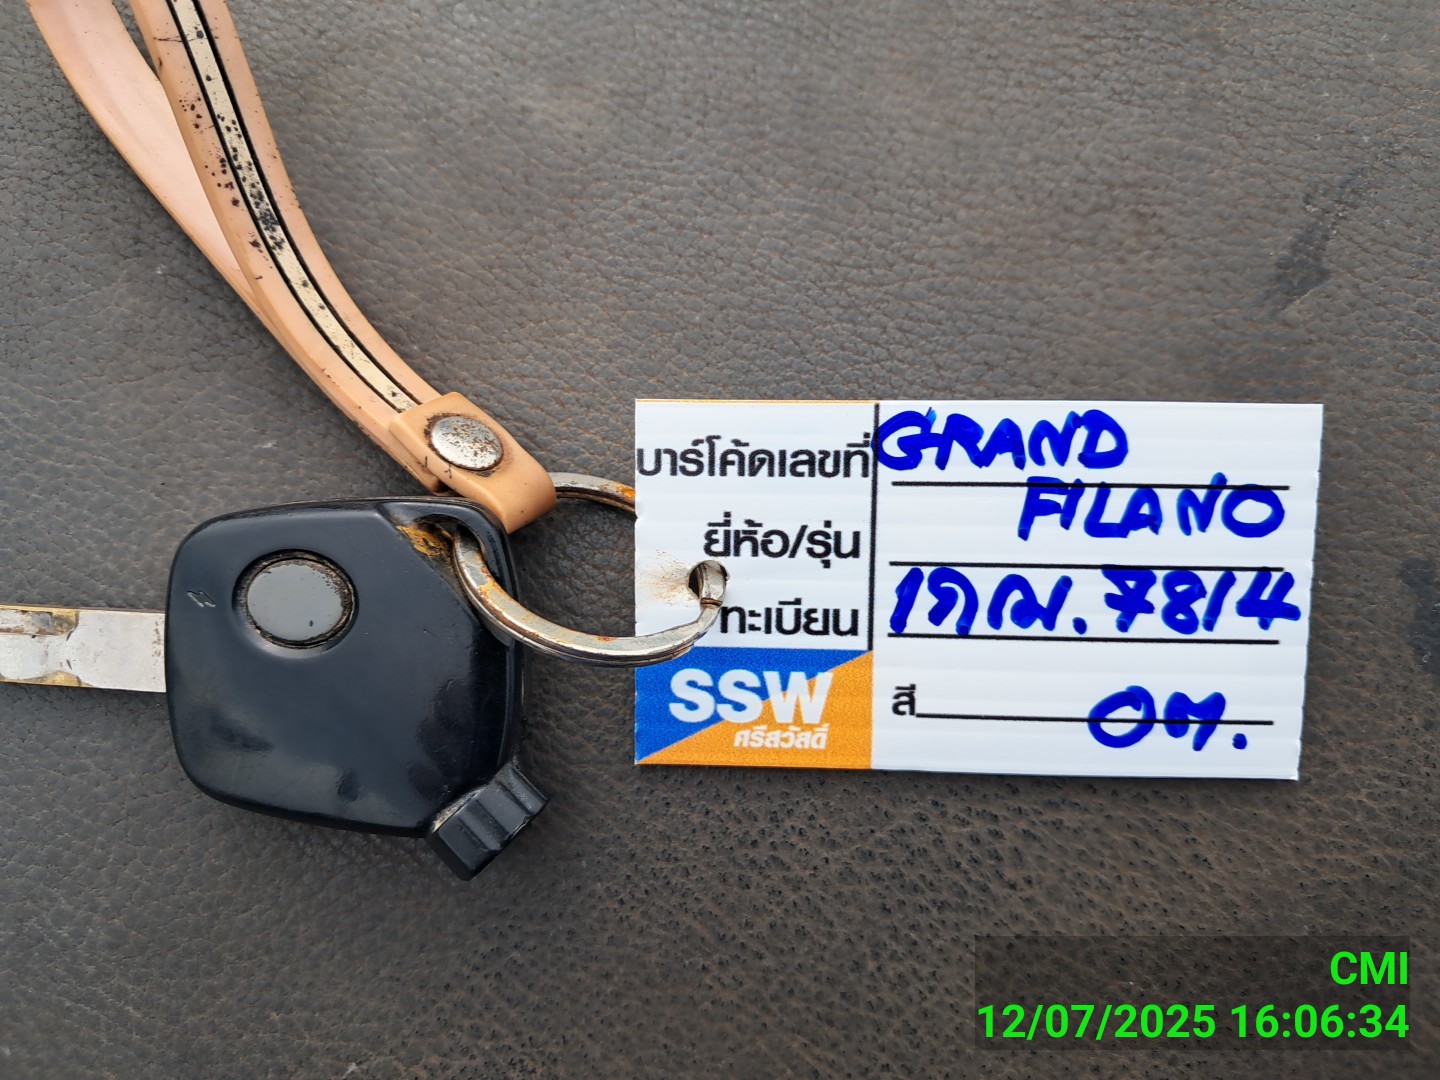 บาร์โค้ดเลขที่ GRAND
ยี่ห้อ/รุ่น FILANO
ทะเบียน 1กฌ. 7814
สี อต.
SSW
ศรีสวัสดิ์
CMI
12/07/2025 16:06:34